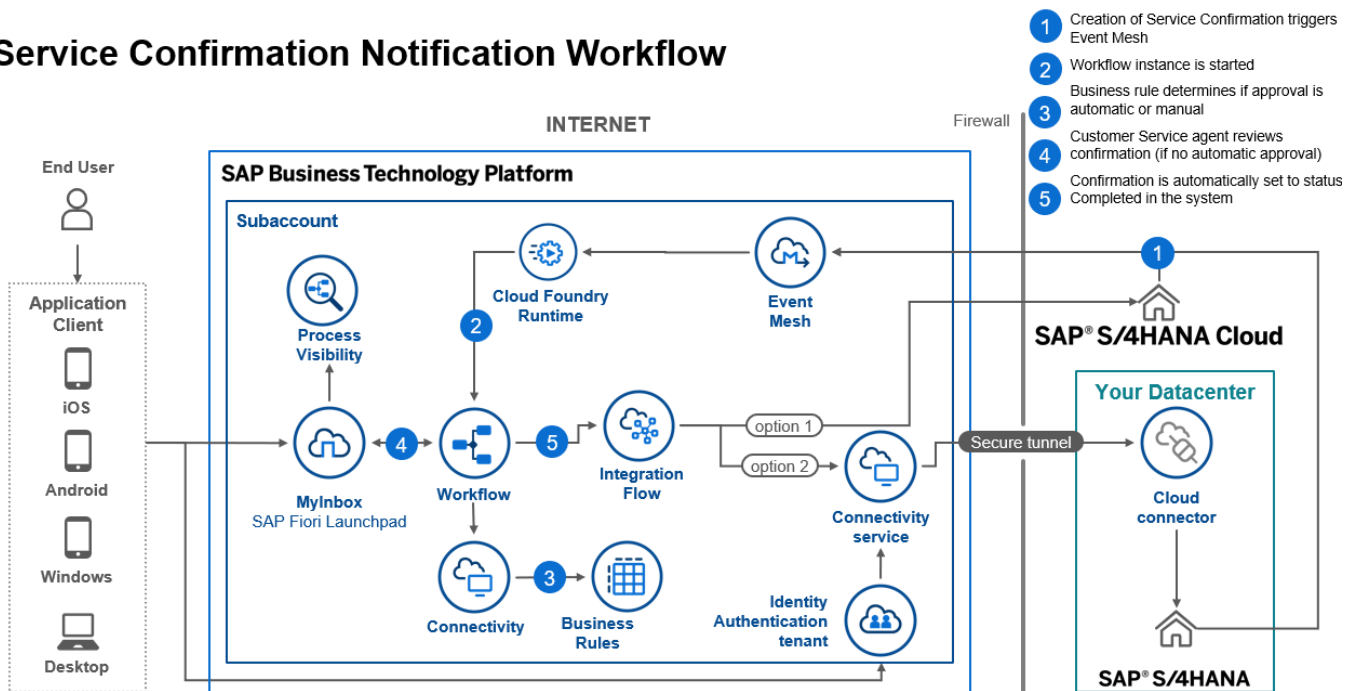 Service Confirmation Notification Workflow
1 Creation of Service Confirmation triggers
Event Mesh
2 Workflow instance is started
3 Business rule determines if approval is
automatic or manual
4 Customer Service agent reviews
confirmation (if no automatic approval)
5 Confirmation is automatically set to status
Completed in the system
INTERNET
Firewall
End User
Application
Client
iOS
Android
Windows
Desktop
SAP Business Technology Platform
Subaccount
Process
Visibility
Cloud Foundry
Runtime
Event
Mesh
1
SAP® S/4HANA Cloud
2
MyInbox
SAP Fiori Launchpad
4
Workflow
5
Integration
Flow
option 1
option 2
Connectivity
service
Secure tunnel
Your Datacenter
Cloud
connector
Connectivity
3
Business
Rules
Identity
Authentication
tenant
SAP® S/4HANA